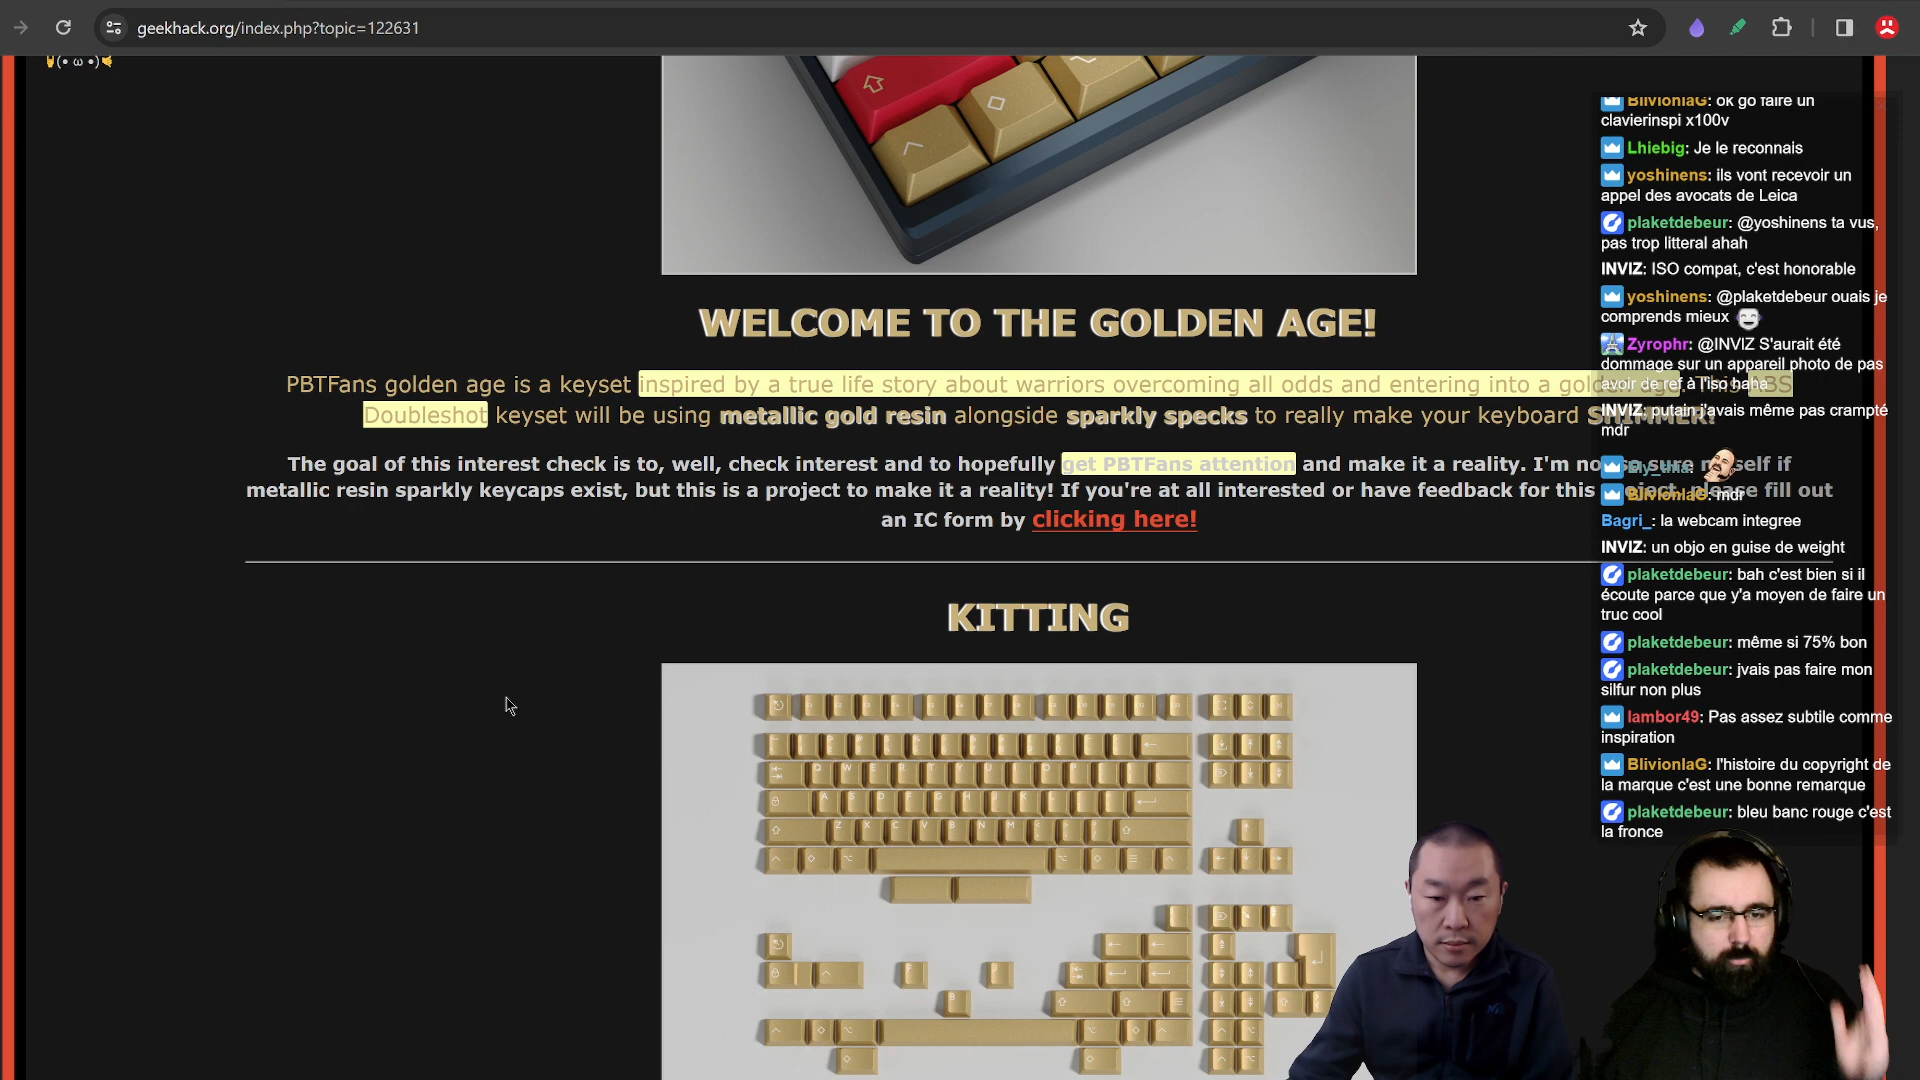 geekhack.org/index.php?topic=122631
(• ω •)
WELCOME TO THE GOLDEN AGE!
PBTFans golden age is a keyset inspired by a true life story about warriors overcoming all odds and entering into a
Doubleshot keyset will be using metallic gold resin alongside sparkly specks to really make your keyboard SHIMMER!
The goal of this interest check is to, well, check interest and to hopefully get PBTFans attention and make it a reality. I'm
metallic resin sparkly keycaps exist, but this is a project to make it a reality! If you're at all interested or have feedback for this project, please fill out
an IC form by clicking here!
KITTING
BlivionIaG: ok go faire un
clavierinspi x100v
Lhiebig: Je le reconnais
yoshinens: ils vont recevoir un
appel des avocats de Leica
plaketdebeur: @yoshinens ta vus,
pas trop litteral ahah
INVIZ: ISO compat, c'est honorable
yoshinens: @plaketdebeur ouais je
comprends mieux
Zyrophr: @INVIZ S'aurait été
dommage sur un appareil photo de pas
avoir de ref à l'iso haha
INVIZ: putain j'avais même pas crampté
mdr
BlivionIaG: mdr
Bagri_: la webcam integree
INVIZ: un objo en guise de weight
plaketdebeur: bah c'est bien si il
écoute parce que y'a moyen de faire un
truc cool
plaketdebeur: même si 75% bon
plaketdebeur: jvais pas faire mon
silfur non plus
lambor49: Pas assez subtile comme
inspiration
BlivionIaG: l'histoire du copyright de
la marque c'est une bonne remarque
plaketdebeur: bleu banc rouge c'est
la fronce